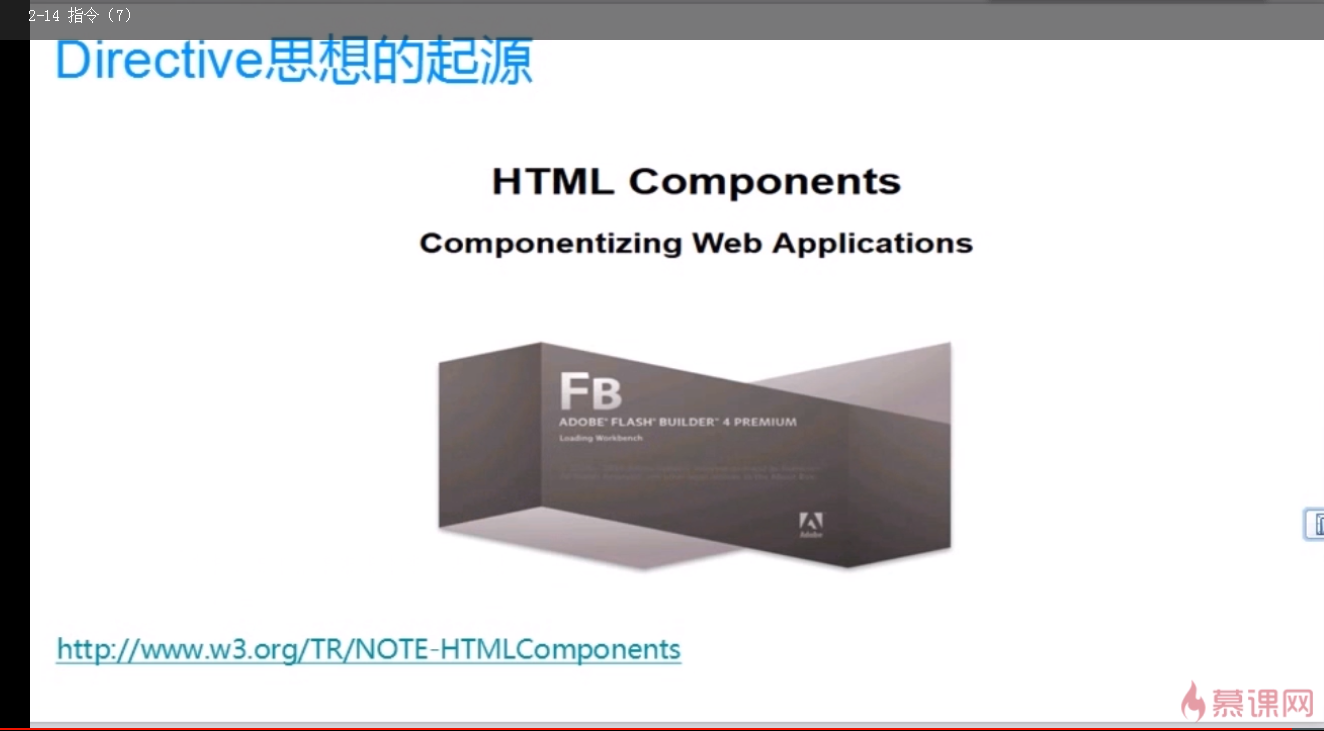 2-14 指令（7）
Directive思想的起源
HTML Components
Componentizing Web Applications
FB
ADOBE® FLASH® BUILDER™ 4 PREMIUM
Loading Workbench
Adobe
http://www.w3.org/TR/NOTE-HTMLComponents
慕课网